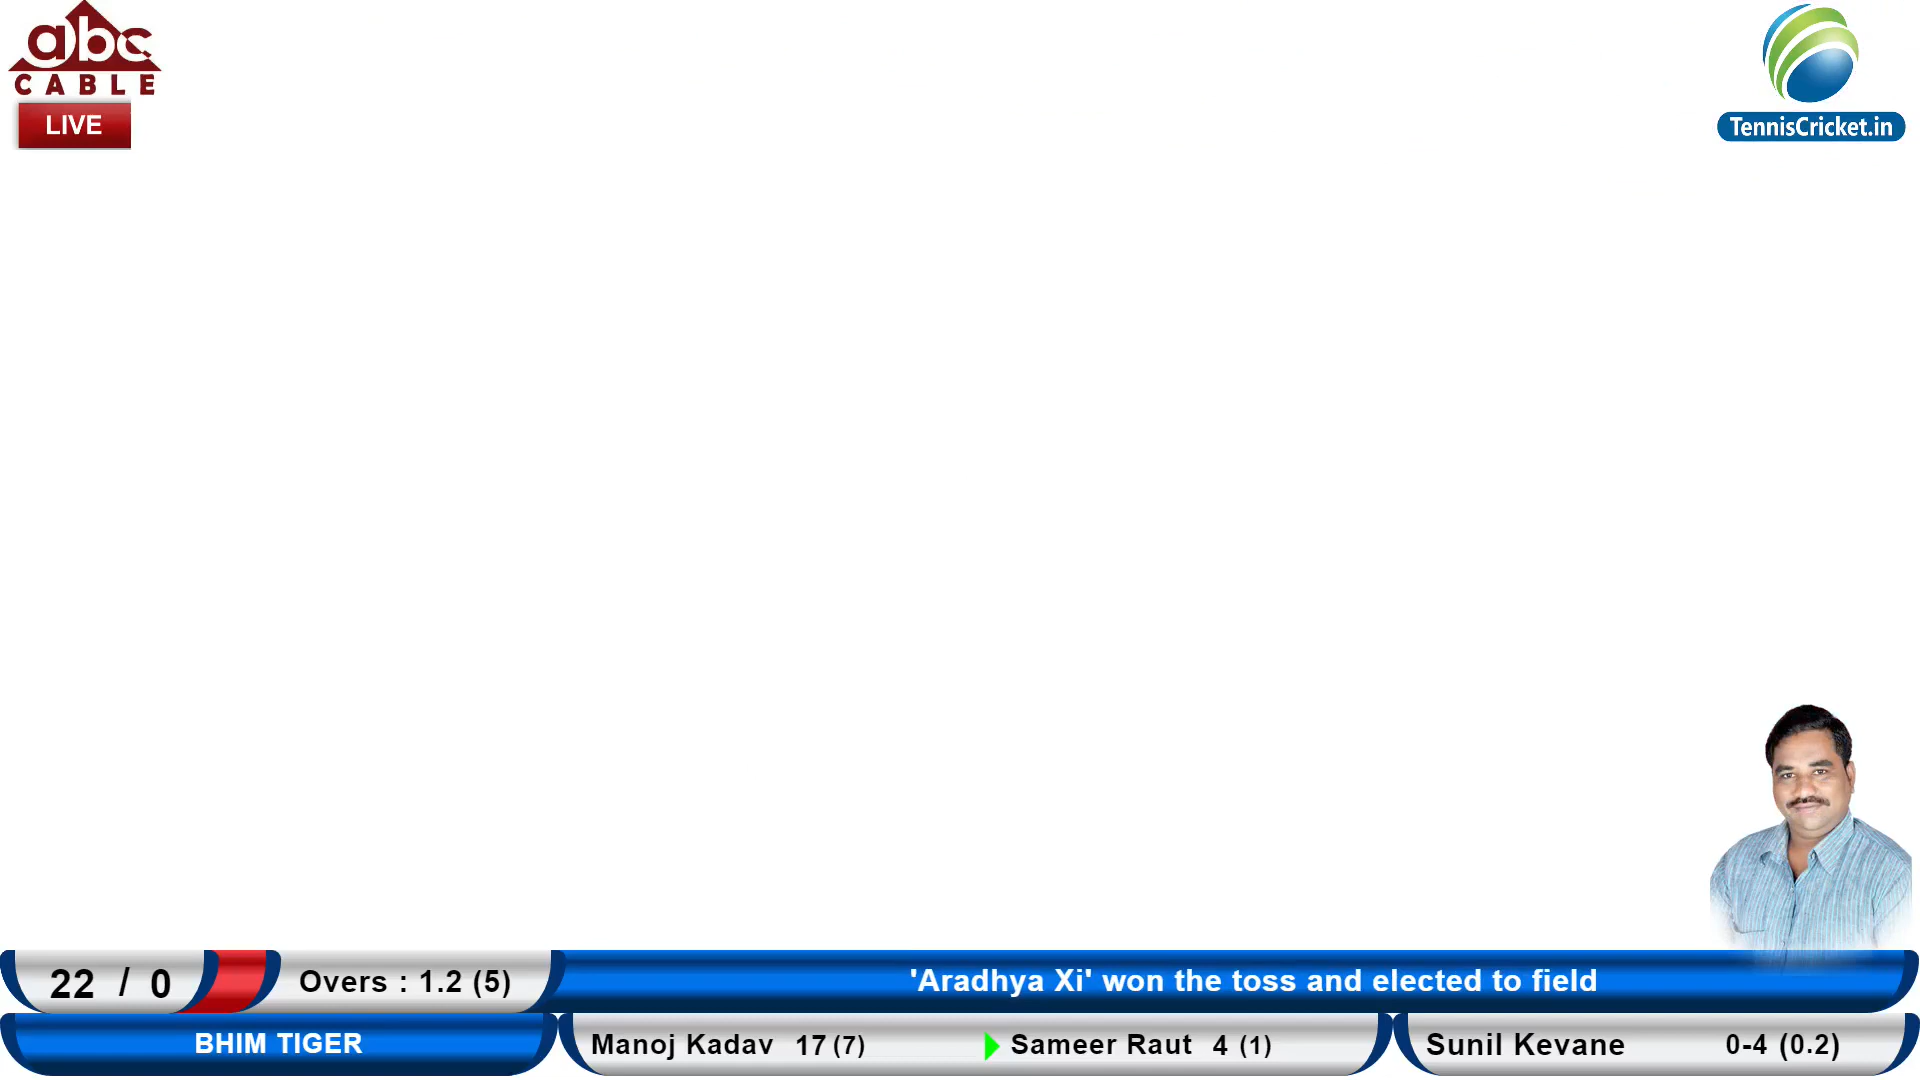 abc
CABLE
LIVE
TennisCricket.in
22 / 0
Overs : 1.2 (5)
'Aradhya Xi' won the toss and elected to field
BHIM TIGER
Manoj Kadav 17 (7)
Sameer Raut 4 (1)
Sunil Kevane 0-4 (0.2)